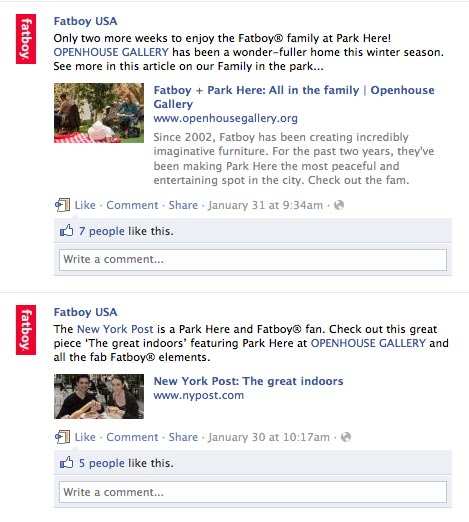 fatboy.
Fatboy USA
Only two more weeks to enjoy the Fatboy® family at Park Here!
OPENHOUSE GALLERY has been a wonder-fuller home this winter season.
See more in this article on our Family in the park...
Fatboy + Park Here: All in the family | Openhouse
Gallery
www.openhousegallery.org
Since 2002, Fatboy has been creating incredibly
imaginative furniture. For the past two years, they've
been making Park Here the most peaceful and
entertaining spot in the city. Check out the fam.
Like · Comment · Share · January 31 at 9:34am ·
7 people like this.
Write a comment...
fatboy.
Fatboy USA
The New York Post is a Park Here and Fatboy® fan. Check out this great
piece ‘The great indoors’ featuring Park Here at OPENHOUSE GALLERY and
all the fab Fatboy® elements.
New York Post: The great indoors
www.nypost.com
Like · Comment · Share · January 30 at 10:17am ·
5 people like this.
Write a comment...